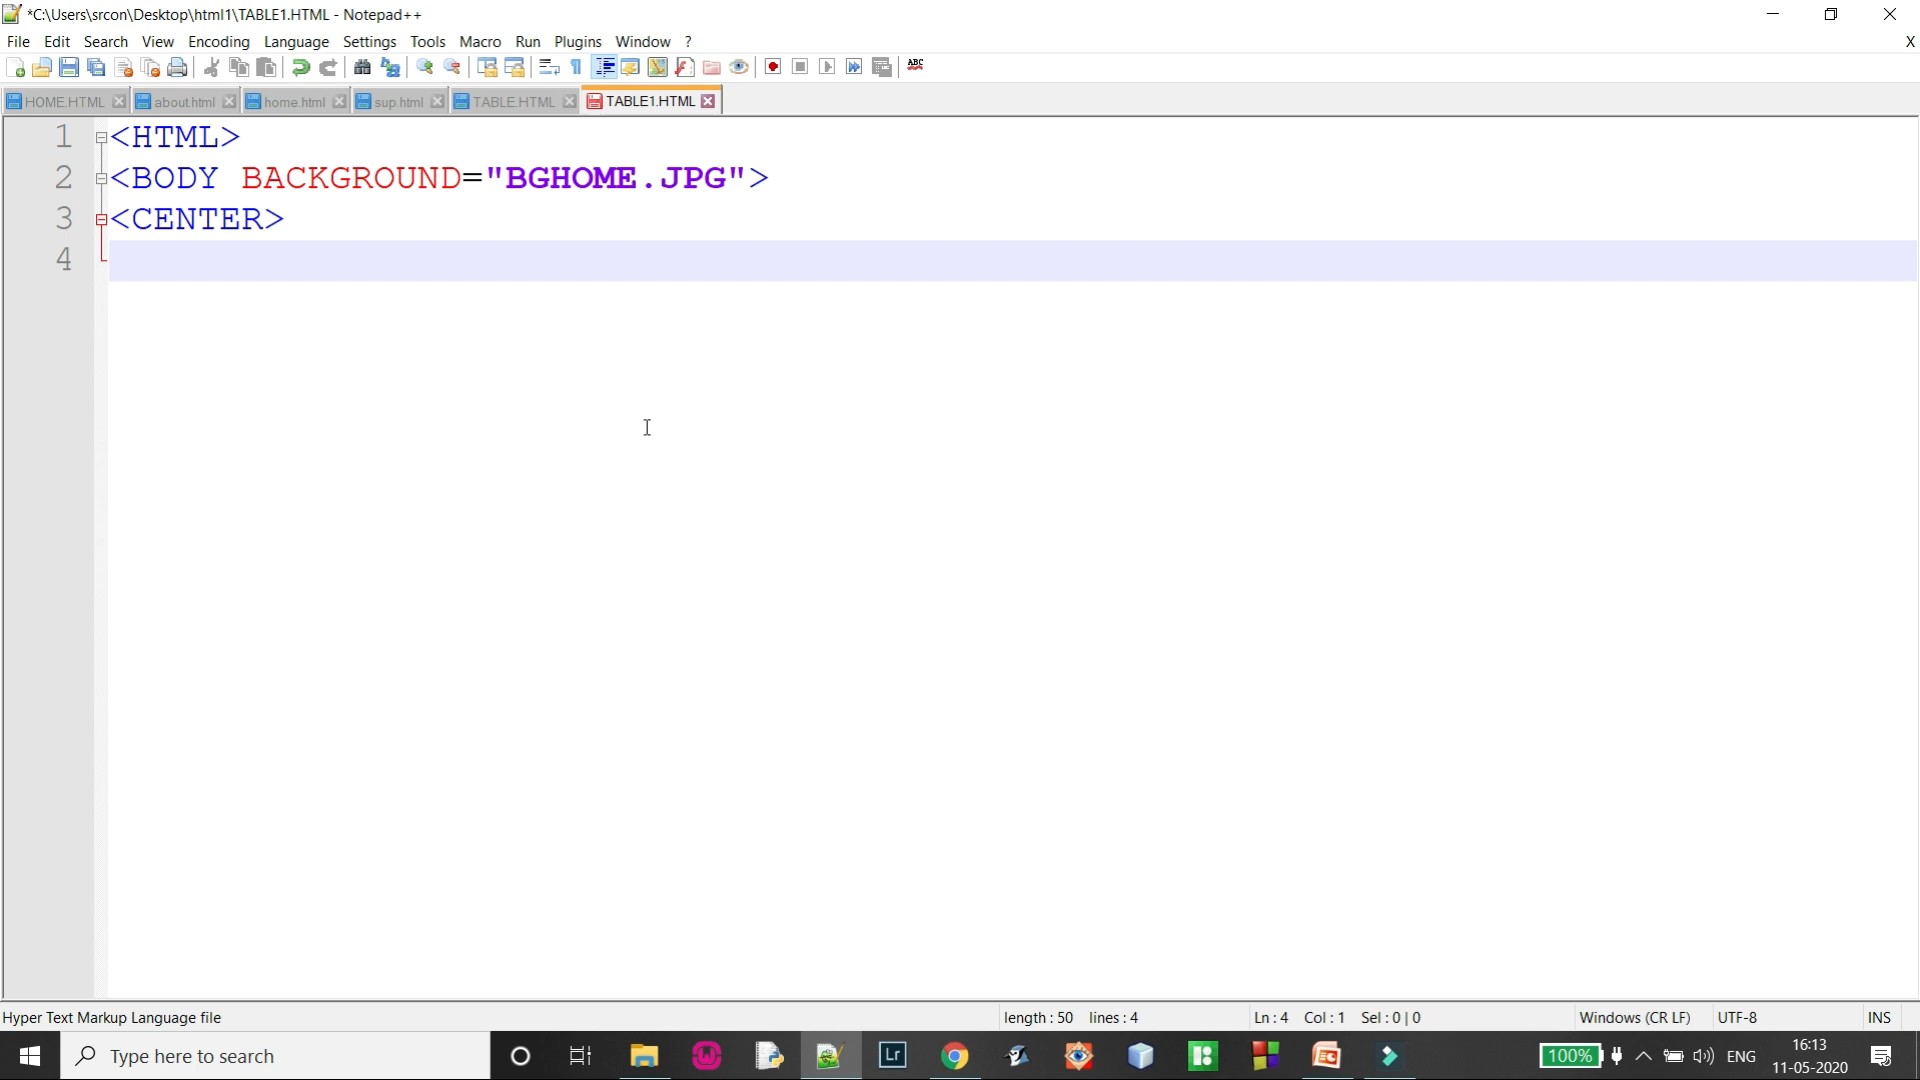 *C:\Users\srcon\Desktop\html1\TABLE1.HTML - Notepad++
File Edit Search View Encoding Language Settings Tools Macro Run Plugins Window ? X
ABC
HOME.HTML about.html home.html sup.html TABLE.HTML TABLE1.HTML
1 <HTML>
2 <BODY BACKGROUND="BGHOME.JPG">
3 <CENTER>
4
Hyper Text Markup Language file length : 50 lines : 4 Ln : 4 Col : 1 Sel : 0 | 0 Windows (CR LF) UTF-8 INS
Type here to search Lr 100% ENG 16:13
11-05-2020